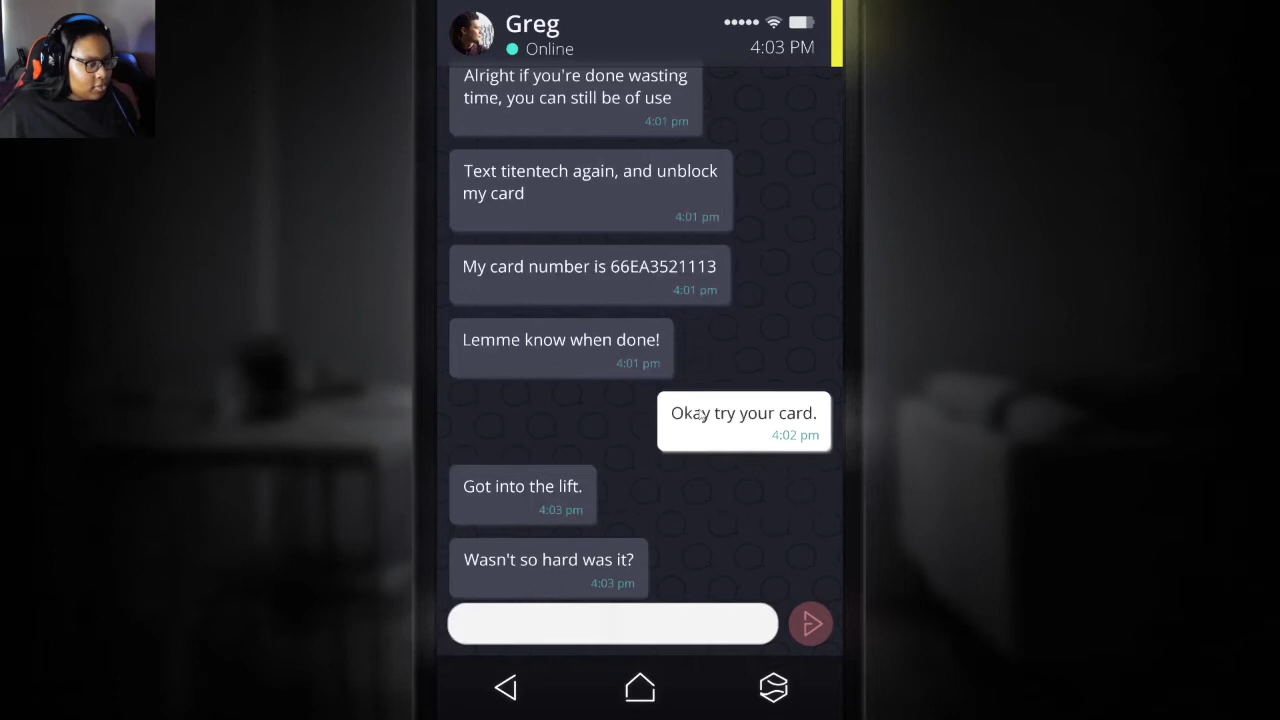 Greg
Online
4:03 PM
Alright if you're done wasting
time, you can still be of use
4:01 pm
Text titentech again, and unblock
my card
4:01 pm
My card number is 66EA3521113
4:01 pm
Lemme know when done!
4:01 pm
Okay try your card.
4:02 pm
Got into the lift.
4:03 pm
Wasn't so hard was it?
4:03 pm